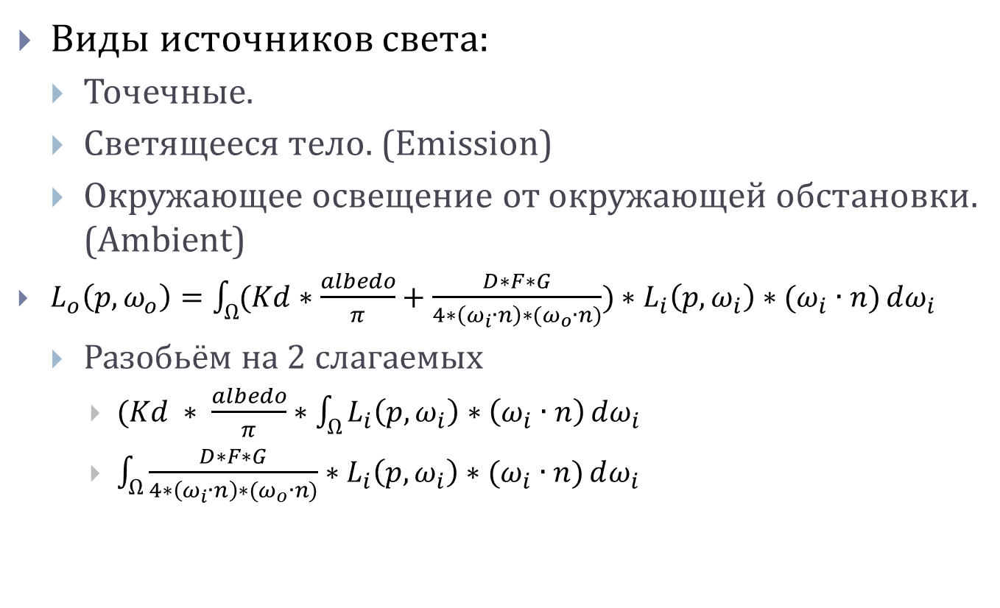 Виды источников света:
Точечные.
Светящееся тело. (Emission)
Окружающее освещение от окружающей обстановки.
(Ambient)
$L_o(p, \omega_o) = \int_\Omega (Kd * \frac{albedo}{\pi} + \frac{D*F*G}{4*(\omega_i \cdot n)*(\omega_o \cdot n)}) * L_i(p, \omega_i) * (\omega_i \cdot n) \, d\omega_i$
Разобьём на 2 слагаемых
$(Kd * \frac{albedo}{\pi} * \int_\Omega L_i(p, \omega_i) * (\omega_i \cdot n) \, d\omega_i$
$\int_\Omega \frac{D*F*G}{4*(\omega_i \cdot n)*(\omega_o \cdot n)} * L_i(p, \omega_i) * (\omega_i \cdot n) \, d\omega_i$